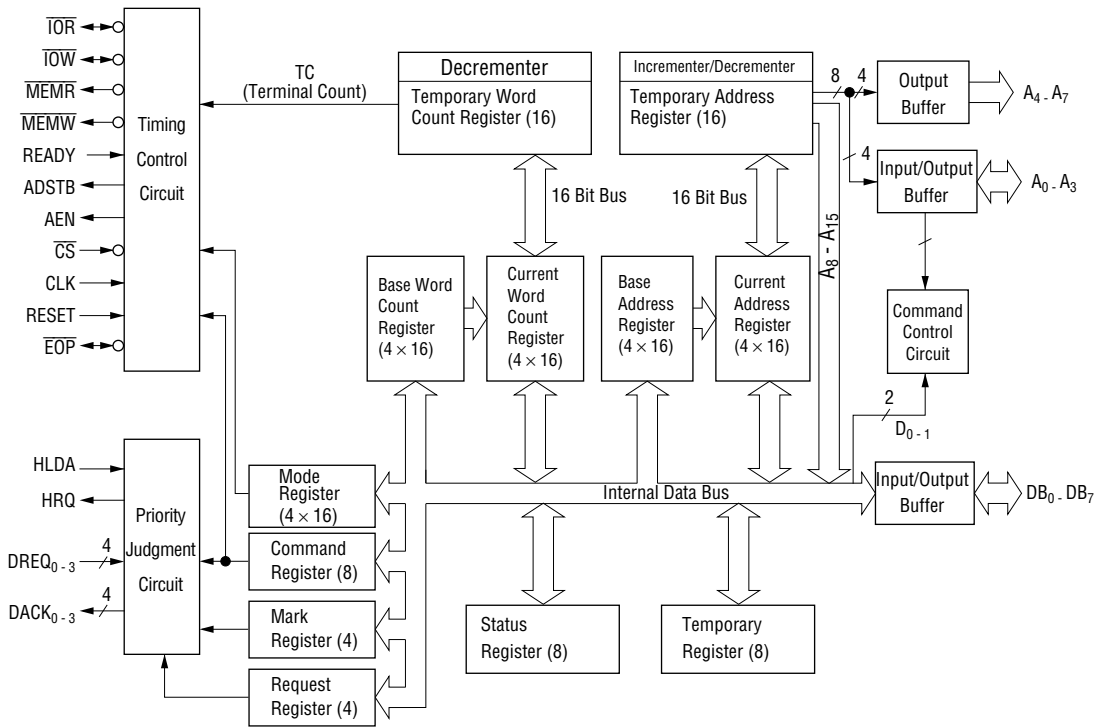 IOR
IOW
MEMR
MEMW
READY
ADSTB
AEN
CS
CLK
RESET
EOP
Timing
Control
Circuit
TC
(Terminal Count)
Decrementer
Temporary Word
Count Register (16)
Incrementer/Decrementer
Temporary Address
Register (16)
8
4
Output
Buffer
A4 - A7
4
Input/Output
Buffer
A0 - A3
16 Bit Bus
16 Bit Bus
A8 - A15
Base Word
Count
Register
(4 × 16)
Current
Word
Count
Register
(4 × 16)
Base
Address
Register
(4 × 16)
Current
Address
Register
(4 × 16)
Command
Control
Circuit
2
D0 - 1
HLDA
HRQ
DREQ0 - 3
4
DACK0 - 3
4
Priority
Judgment
Circuit
Mode
Register
(4 × 16)
Command
Register (8)
Mark
Register (4)
Request
Register (4)
Internal Data Bus
Input/Output
Buffer
DB0 - DB7
Status
Register (8)
Temporary
Register (8)